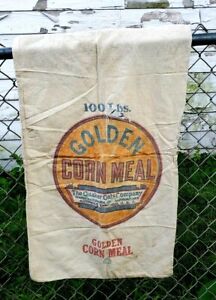 100 Lbs.
GOLDEN
CORN MEAL
The Quaker Oats Company
GOLDEN
CORN MEAL